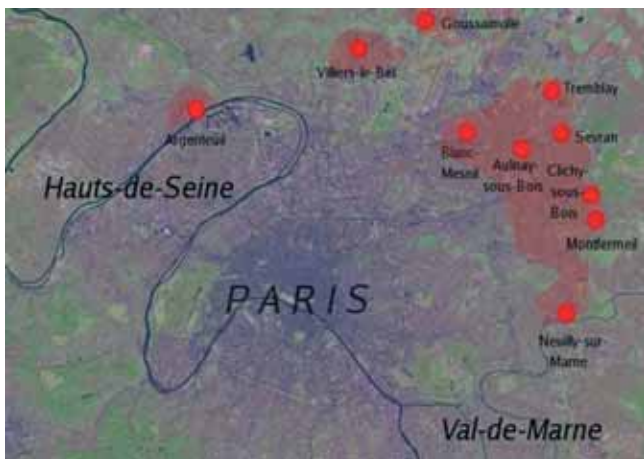 Goussainville
Villiers-le-Bel
Tremblay
Argenteuil
Blanc-
Mesnil
Aulnay-
sous-Bois
Sevran
Clichy-
sous-
Bois
Hauts-de-Seine
Montfermeil
PARIS
Neuilly-sur
Marne
Val-de-Marne